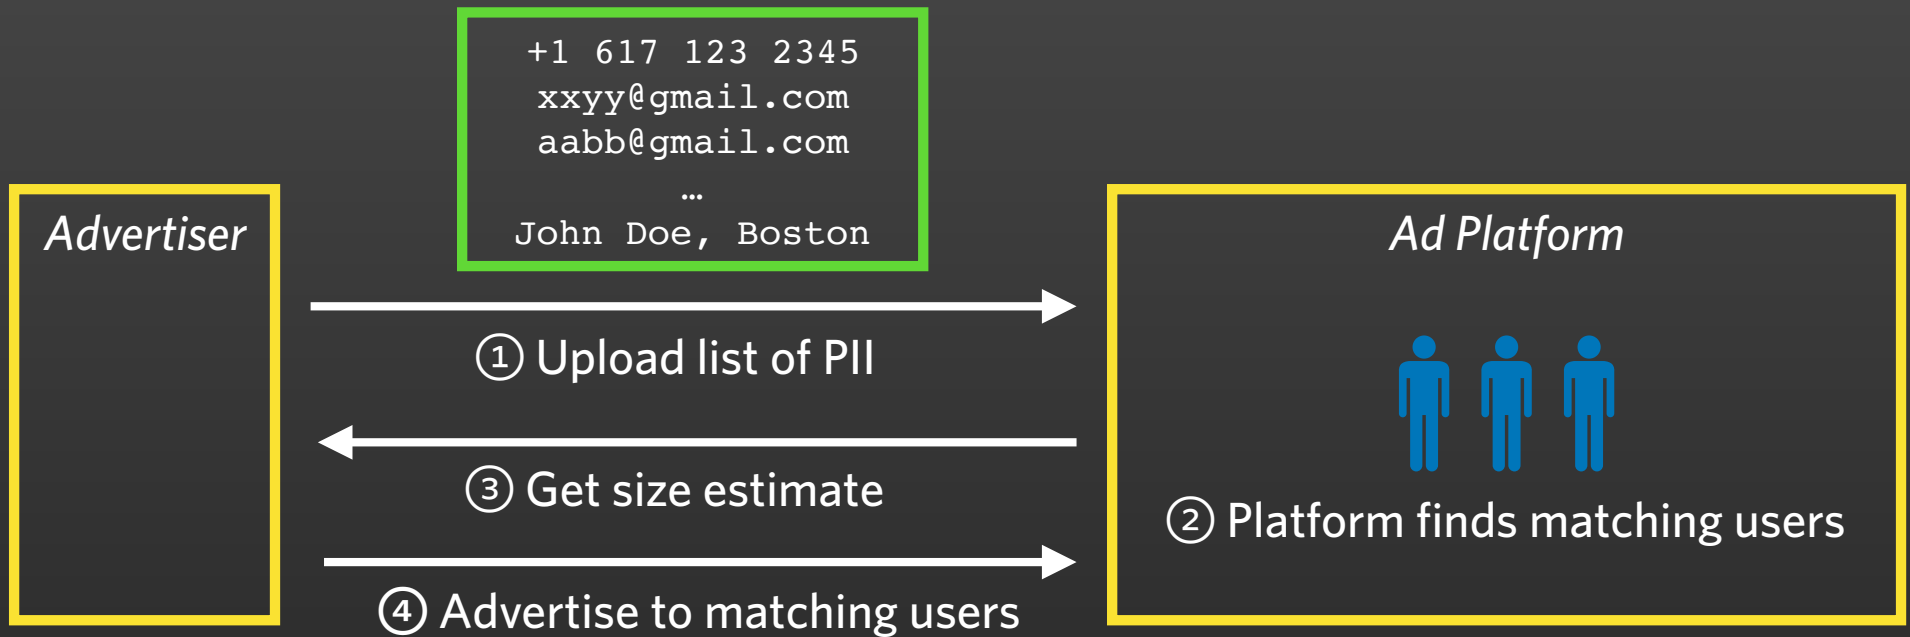 +1 617 123 2345
xxyy@gmail.com
aabb@gmail.com
…
John Doe, Boston
Advertiser
Ad Platform
① Upload list of PII
③ Get size estimate
② Platform finds matching users
④ Advertise to matching users